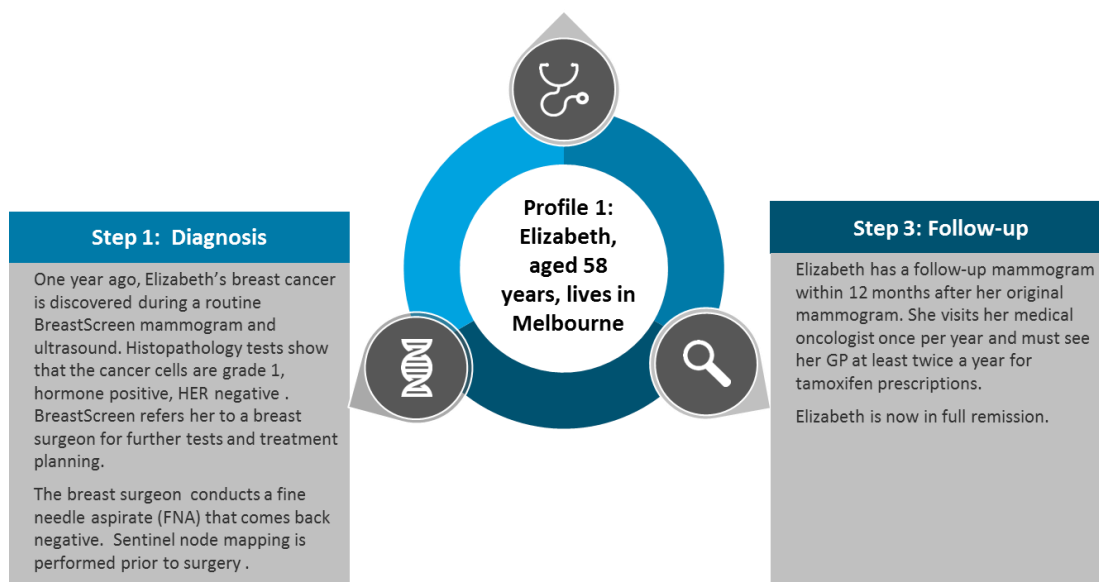 Profile 1:
Elizabeth,
aged 58
years, lives in
Melbourne
Step 1:  Diagnosis
One year ago, Elizabeth’s breast cancer
is discovered during a routine
BreastScreen mammogram and
ultrasound. Histopathology tests show
that the cancer cells are grade 1,
hormone positive, HER negative .
BreastScreen refers her to a breast
surgeon for further tests and treatment
planning.
The breast surgeon  conducts a fine
needle aspirate (FNA) that comes back
negative.  Sentinel node mapping is
performed prior to surgery .
Step 3: Follow-up
Elizabeth has a follow-up mammogram
within 12 months after her original
mammogram. She visits her medical
oncologist once per year and must see
her GP at least twice a year for
tamoxifen prescriptions.
Elizabeth is now in full remission.